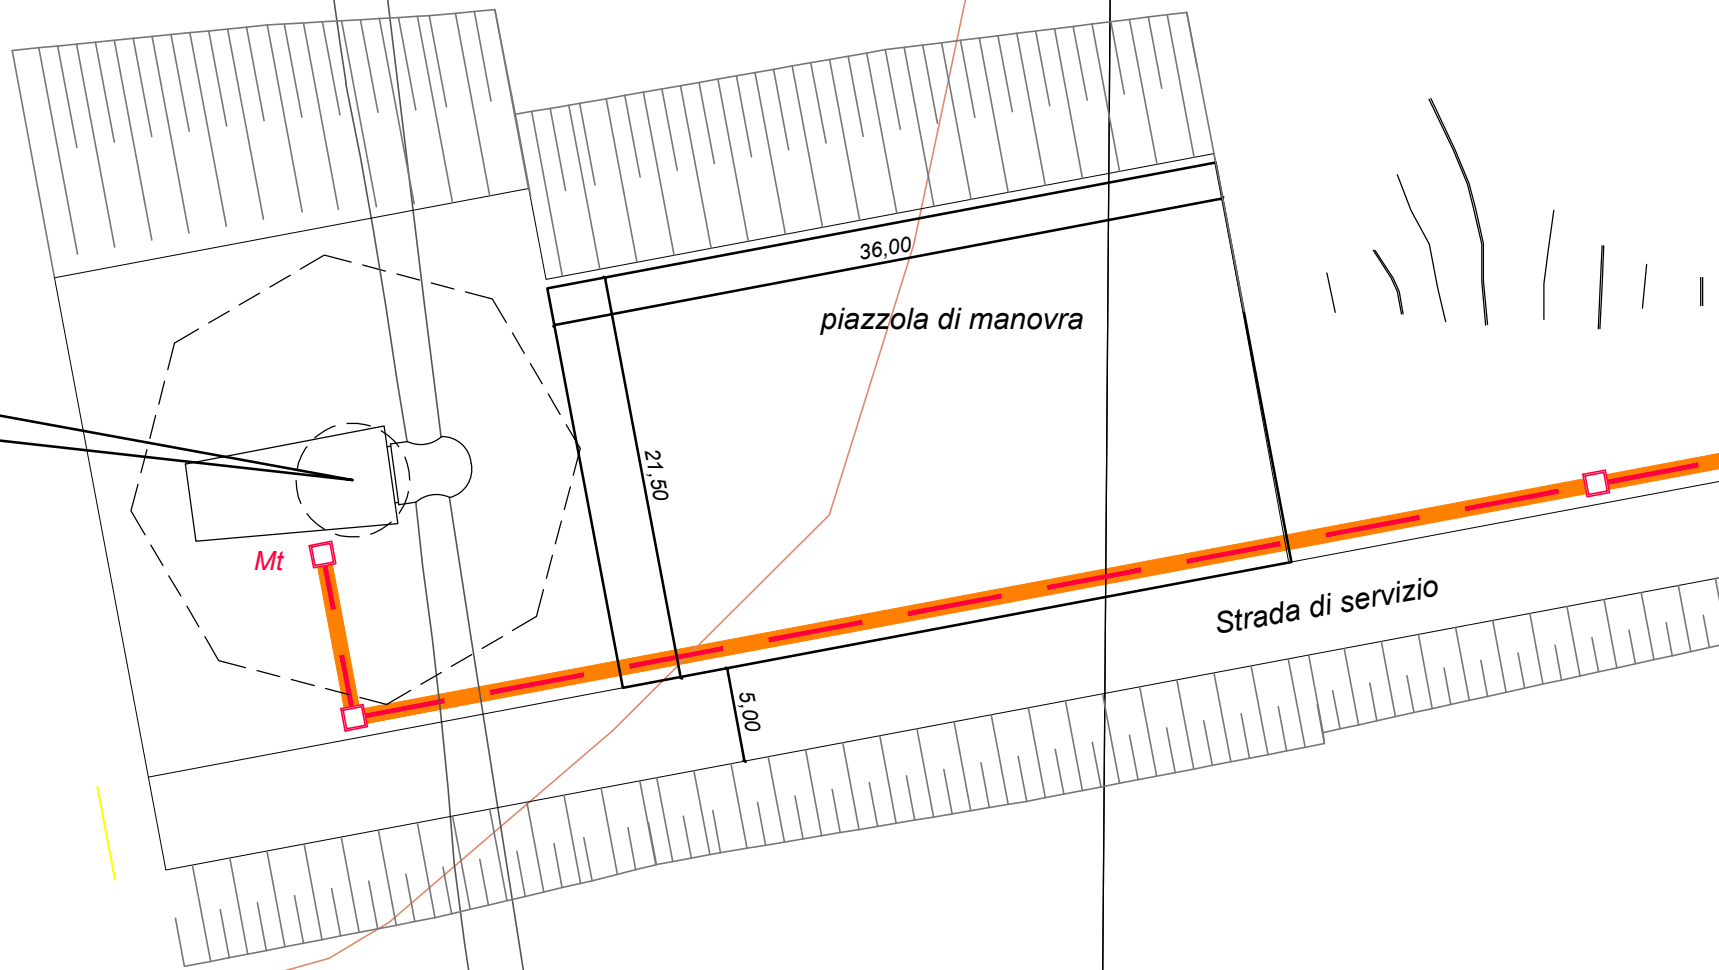 36,00
piazzola di manovra
21,50
Mt
Strada di servizio
5,00